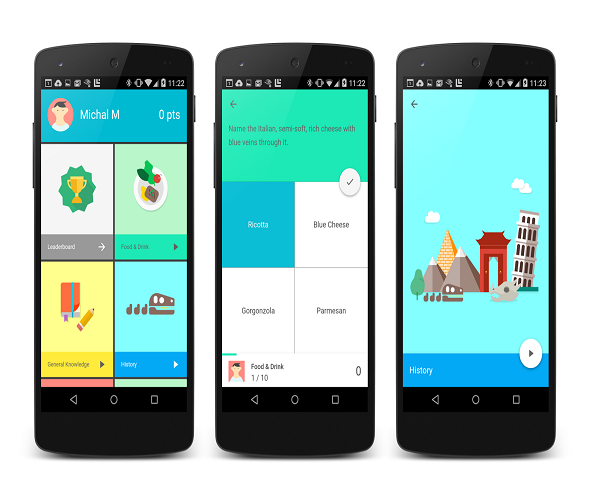 11:22
Michal M
0 pts
Leaderboard
Food & Drink
General Knowledge
History
11:22
Name the Italian, semi-soft, rich cheese with
blue veins through it.
Ricotta
Blue Cheese
Gorgonzola
Parmesan
Food & Drink
1 / 10
0
11:23
History